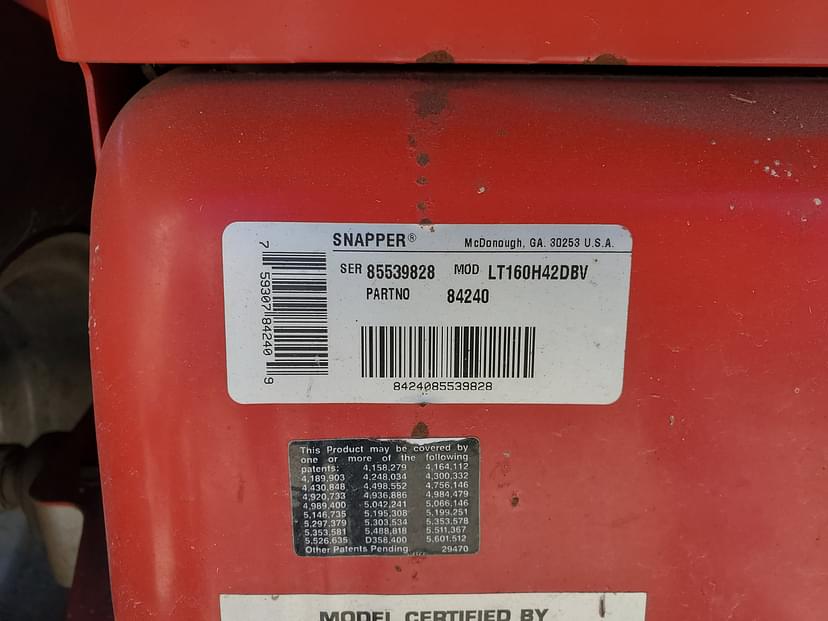 SNAPPER® McDonough, GA. 30253 U.S.A.
SER 85539828 MOD LT160H42DBV
PARTNO 84240
7 59307 84240 9
8424085539828
This Product may be covered by
one or more of the following
patents: 4,158,279 4,164,112
4,189,903 4,248,034 4,300,332
4,430,848 4,498,552 4,756,146
4,920,733 4,936,886 4,984,479
4,989,400 5,042,241 5,066,146
5,146,735 5,195,308 5,199,251
5,297,379 5,303,534 5,353,578
5,353,581 5,488,818 5,511,367
5,526,635 D358,400 5,601,512
Other Patents Pending. 29470
MODEL CERTIFIED BY